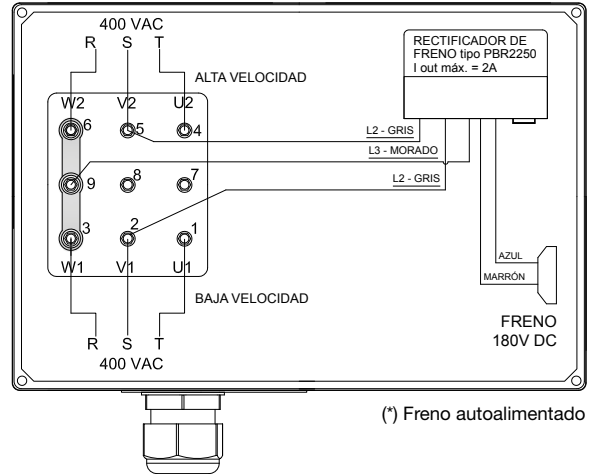 400 VAC
R S T
ALTA VELOCIDAD
RECTIFICADOR DE
FRENO tipo PBR2250
I out máx. = 2A
W2 V2 U2
6 5 4
L2 - GRIS
L3 - MORADO
9 8 7
L2 - GRIS
3 2 1
W1 V1 U1
AZUL
MARRÓN
BAJA VELOCIDAD
FRENO
180V DC
R S T
400 VAC
(*) Freno autoalimentado